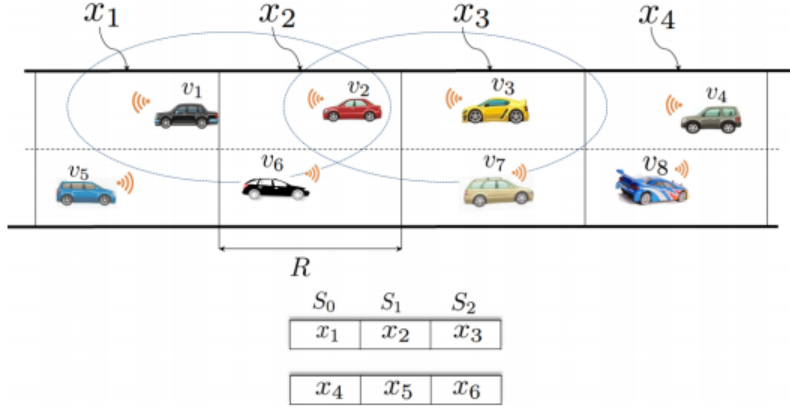 x₁ x₂ x₃ x₄
v₁ v₂ v₃ v₄
v₅ v₆ v₇ v₈
R
S₀ S₁ S₂
x₁ x₂ x₃
x₄ x₅ x₆